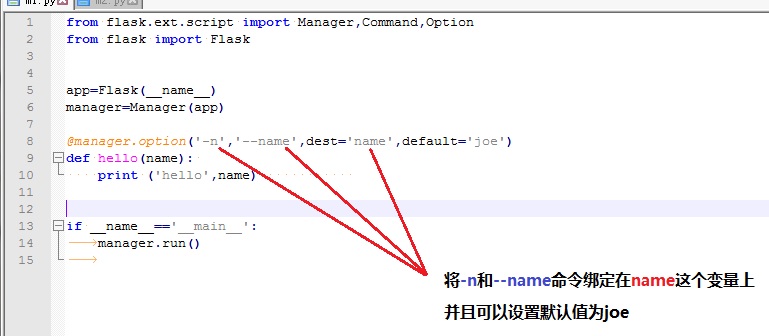 m1.py m2.py
1 from flask.ext.script import Manager,Command,Option
2 from flask import Flask
3
4
5 app=Flask(__name__)
6 manager=Manager(app)
7
8 @manager.option('-n','--name',dest='name',default='joe')
9 def hello(name):
10 print ('hello',name)
11
12
13 if __name__=='__main__':
14 manager.run()
15
将-n和--name命令绑定在name这个变量上
并且可以设置默认值为joe